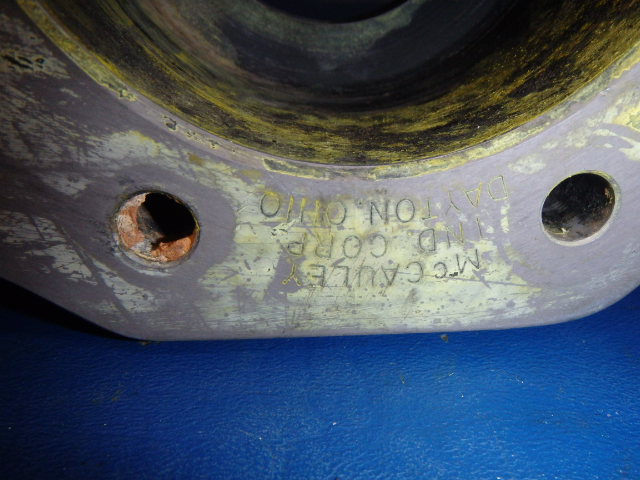 McCAULEY
IND. CORP.
DAYTON, OHIO